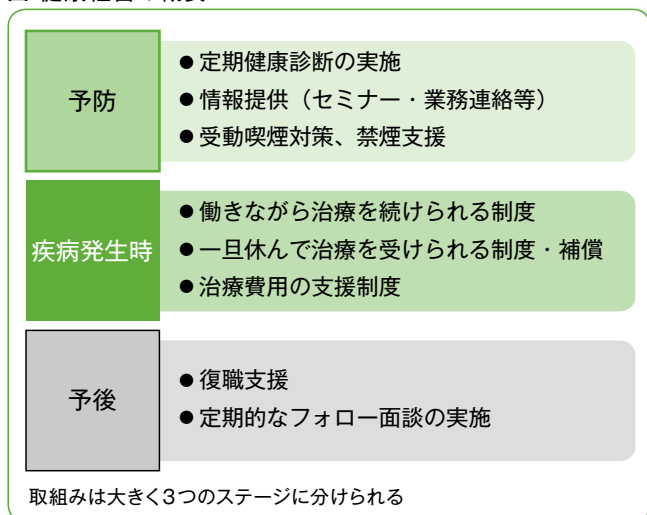 予防
●定期健康診断の実施
●情報提供（セミナー・業務連絡等）
●受動喫煙対策、禁煙支援
疾病発生時
●働きながら治療を続けられる制度
●一旦休んで治療を受けられる制度・補償
●治療費用の支援制度
予後
●復職支援
●定期的なフォロー面談の実施
取組みは大きく3つのステージに分けられる